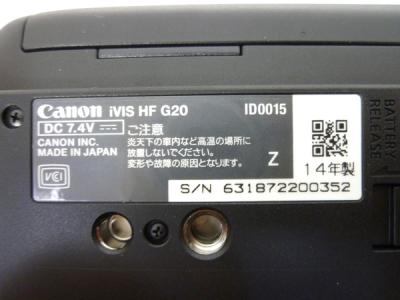 Canon iVIS HF G20 ID0015
DC 7.4V ご注意
CANON INC.
MADE IN JAPAN
炎天下の車内など高温の場所に
放置しないでください。
変形や故障の原因となります。
Z
14年製
VCI
S/N 631872200352
BATTERY
RELEASE